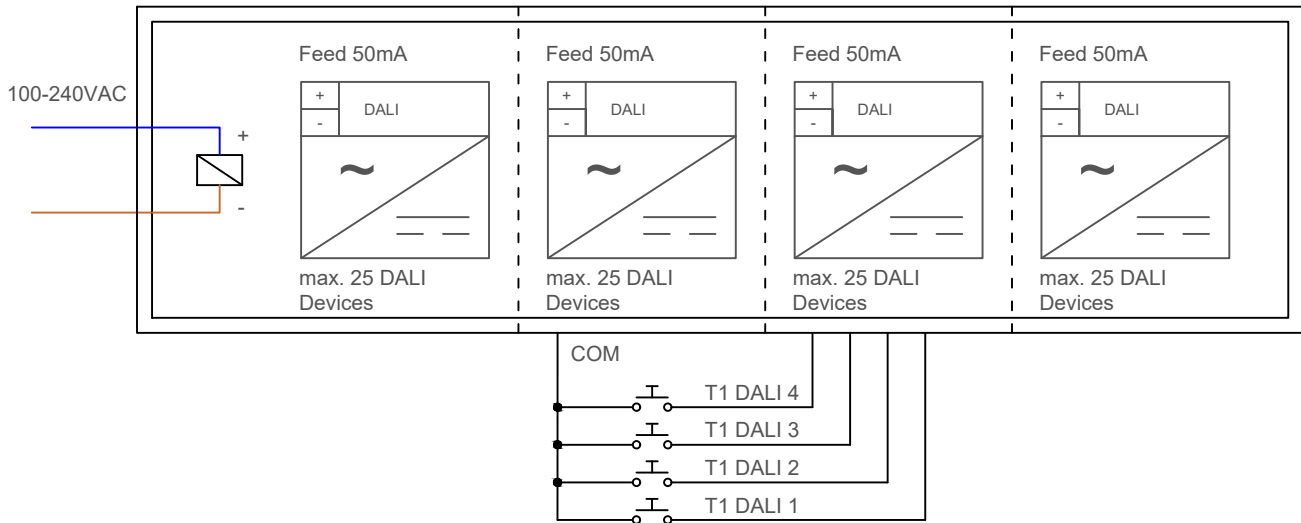 Feed 50mA
Feed 50mA
Feed 50mA
Feed 50mA
100-240VAC
+
-
+
-
DALI
+
-
DALI
+
-
DALI
+
-
DALI
~
~
~
~
max. 25 DALI
Devices
max. 25 DALI
Devices
max. 25 DALI
Devices
max. 25 DALI
Devices
COM
T1 DALI 4
T1 DALI 3
T1 DALI 2
T1 DALI 1